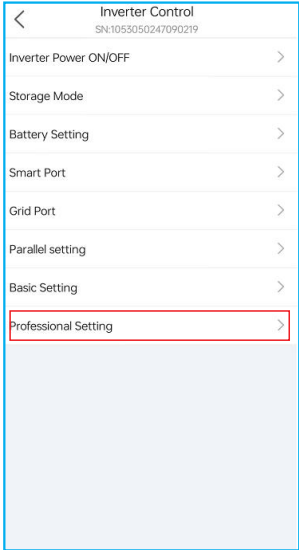 Inverter Control
SN:1053050247090219
Inverter Power ON/OFF
Storage Mode
Battery Setting
Smart Port
Grid Port
Parallel setting
Basic Setting
Professional Setting